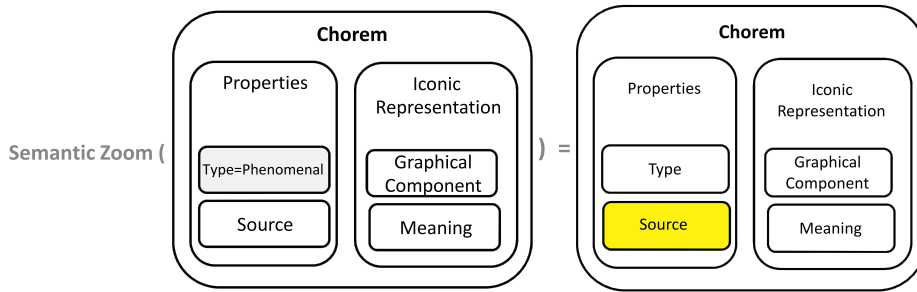 Semantic Zoom (
Chorem
Properties
Type=Phenomenal
Source
Iconic
Representation
Graphical
Component
Meaning
) =
Chorem
Properties
Type
Source
Iconic
Representation
Graphical
Component
Meaning